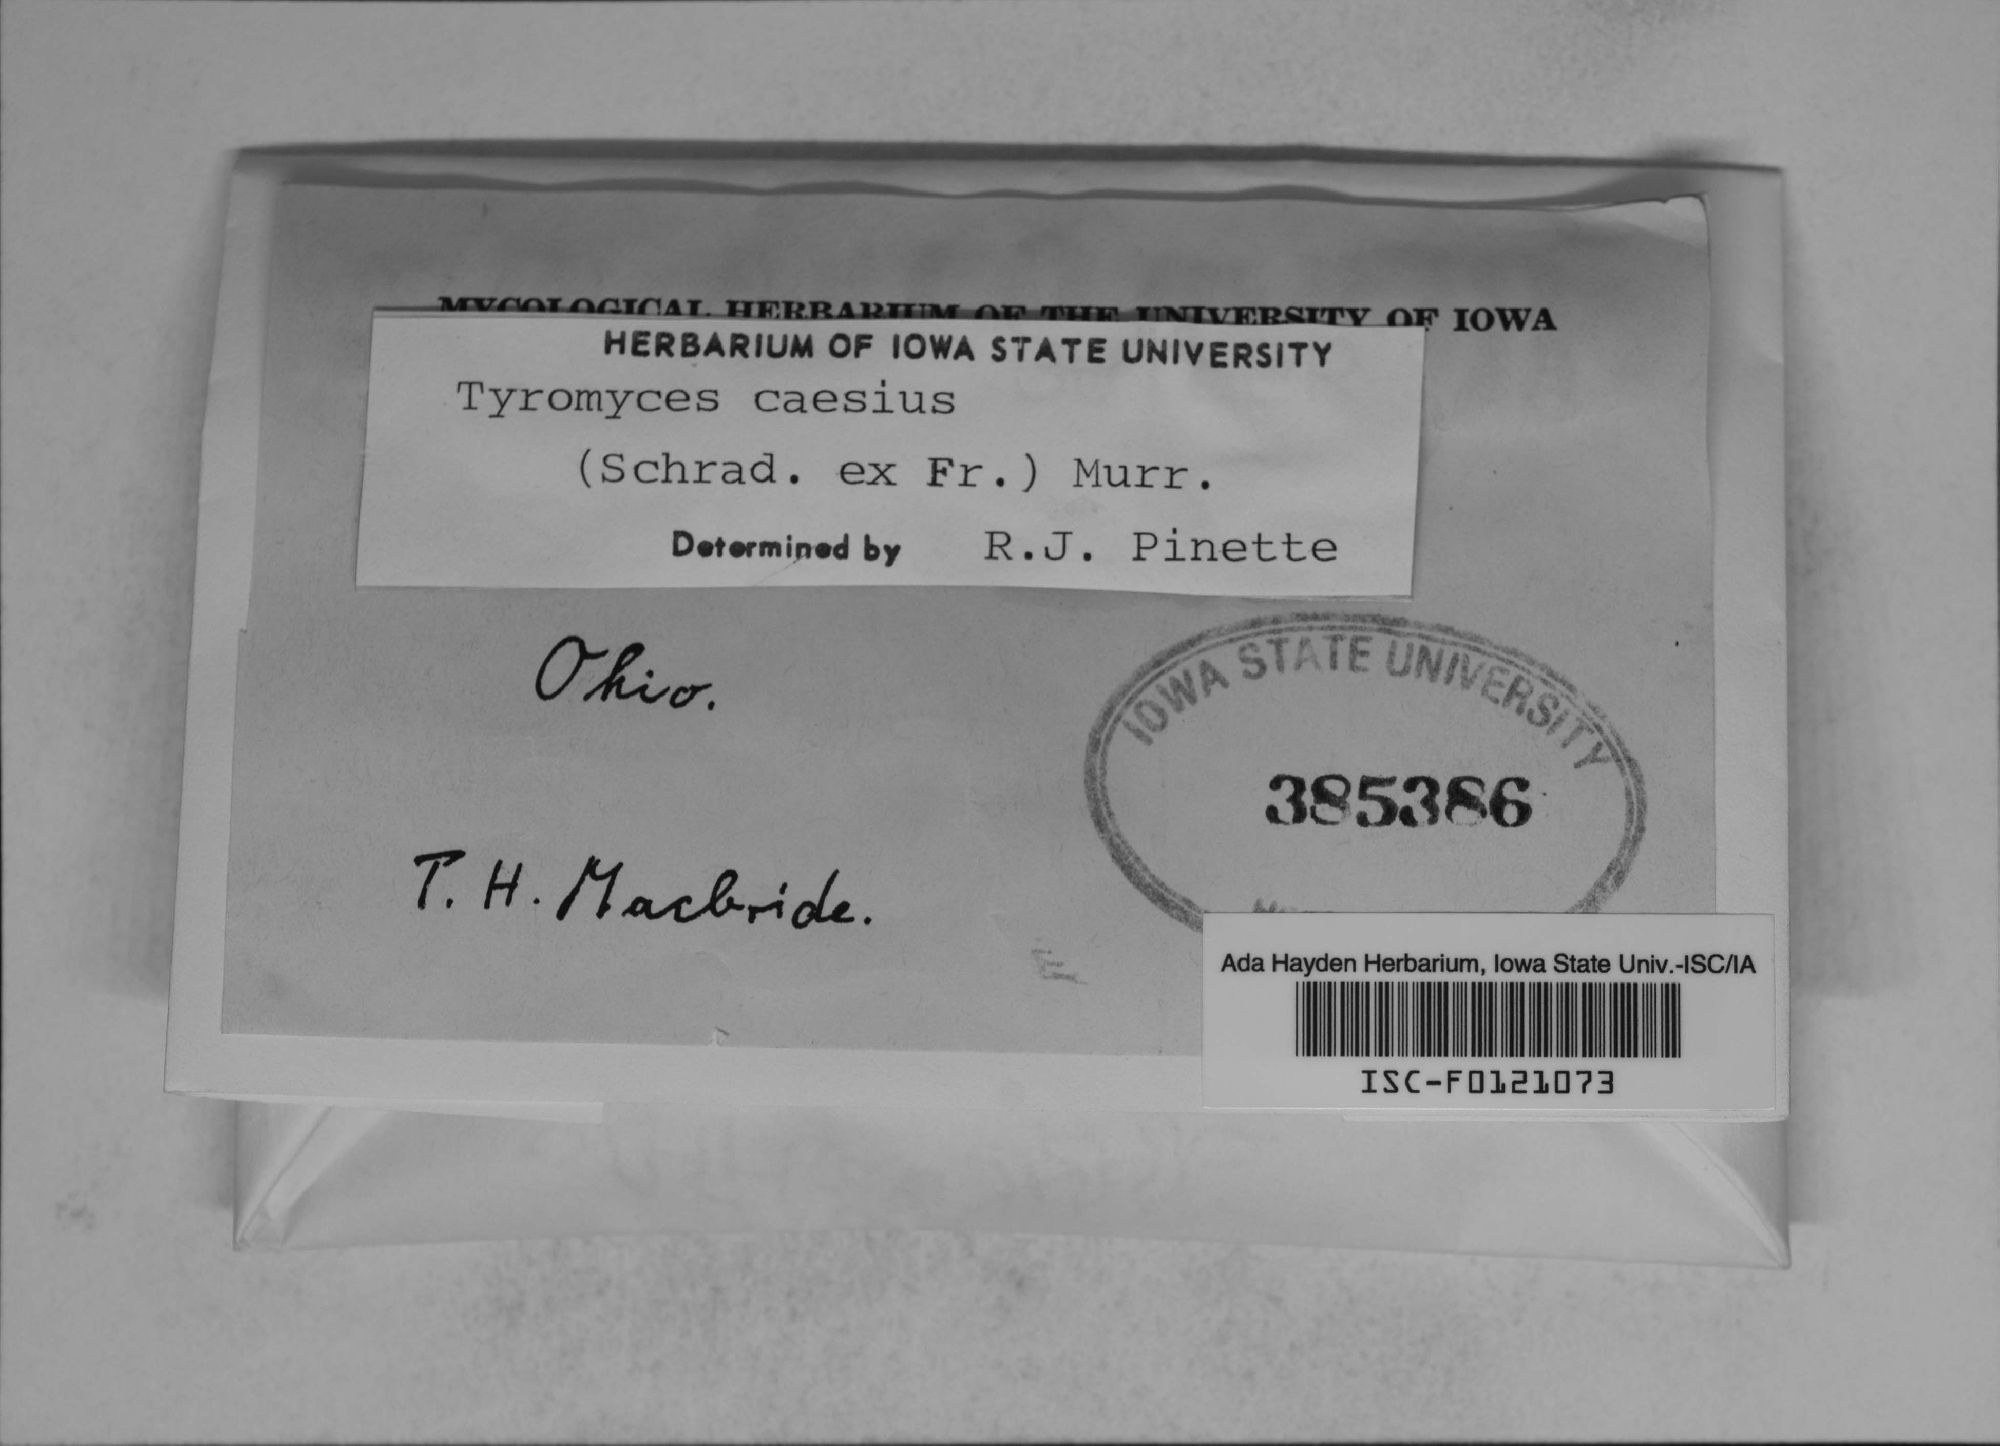 MYCOLOGICAL HERBARIUM OF THE UNIVERSITY OF IOWA
HERBARIUM OF IOWA STATE UNIVERSITY
Tyromyces caesius
(Schrad. ex Fr.) Murr.
Determined by R.J. Pinette
Ohio.
IOWA STATE UNIVERSITY
385386
T. H. Macbride.
Ada Hayden Herbarium, Iowa State Univ.-ISC/IA
ISC-F0121073